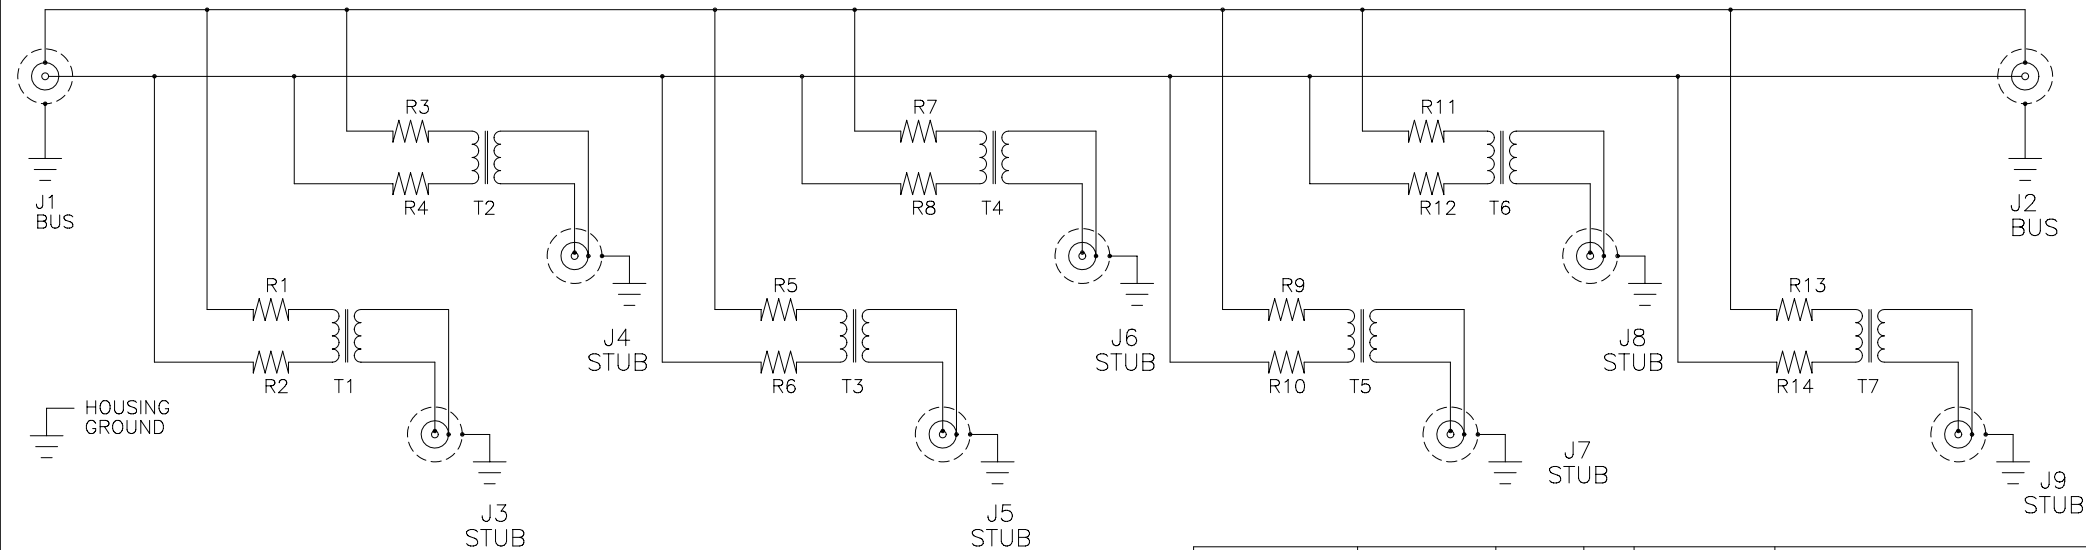 R3
R7
R11
R4
T2
R8
T4
R12
T6
J1
BUS
J2
BUS
R1
R5
R9
R13
J4
STUB
J6
STUB
J8
STUB
R2
T1
R6
T3
R10
T5
R14
T7
HOUSING
GROUND
J7
STUB
J9
STUB
J3
STUB
J5
STUB